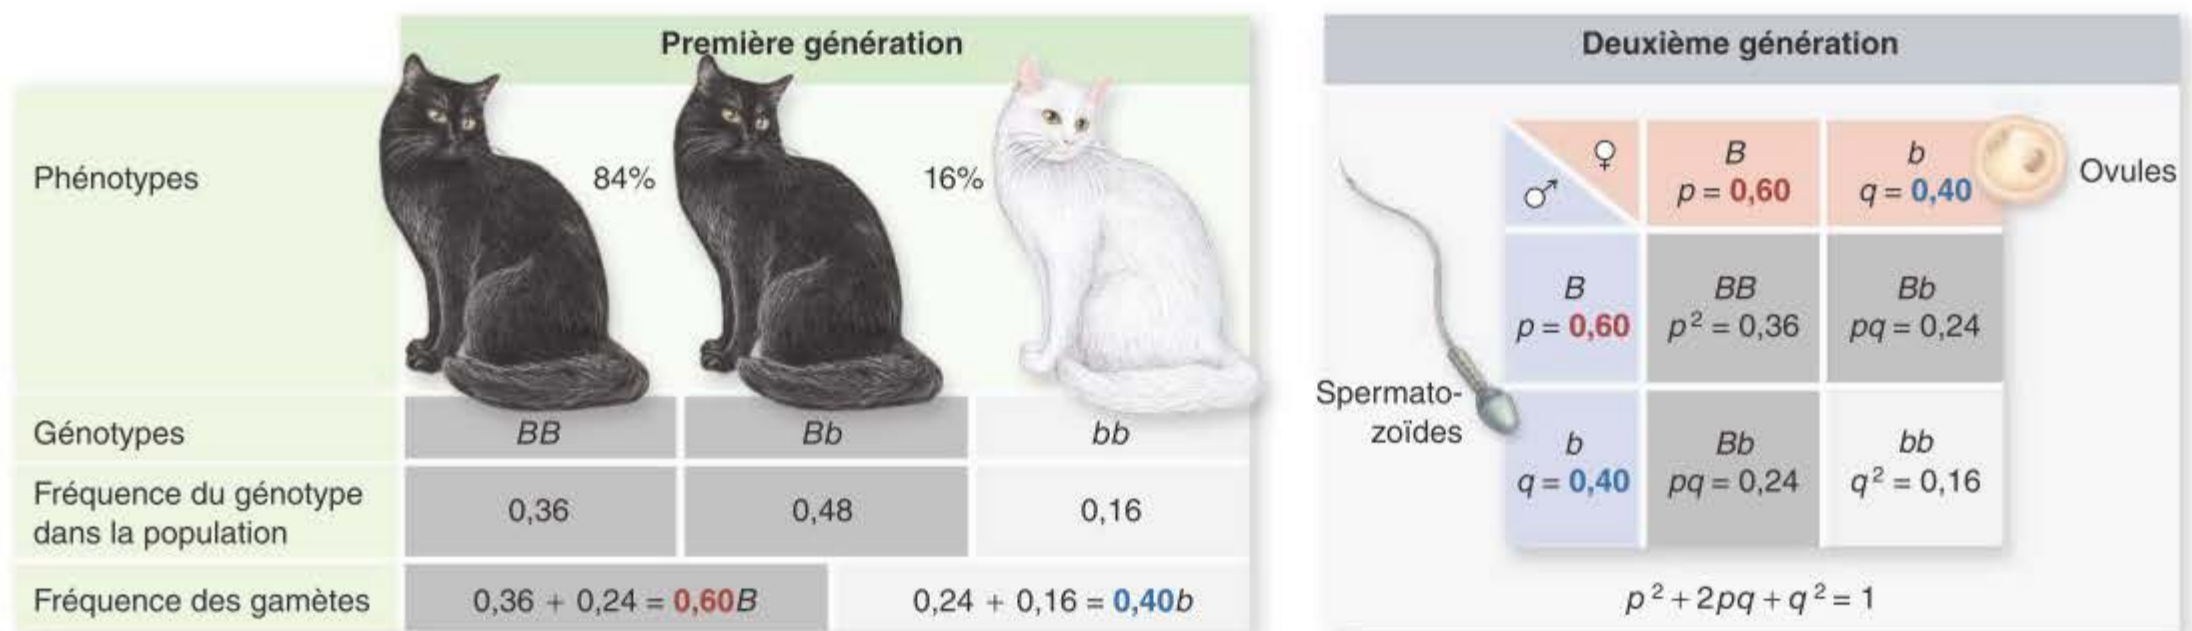 Première génération
Phénotypes
84%
16%
Génotypes
BB
Bb
bb
Fréquence du génotype
dans la population
0,36
0,48
0,16
Fréquence des gamètes
0,36 + 0,24 = 0,60B
0,24 + 0,16 = 0,40b
Deuxième génération
♀
♂
B
p = 0,60
b
q = 0,40
Ovules
B
p = 0,60
BB
p² = 0,36
Bb
pq = 0,24
Spermato-
zoïdes
b
q = 0,40
Bb
pq = 0,24
bb
q² = 0,16
p² + 2pq + q² = 1